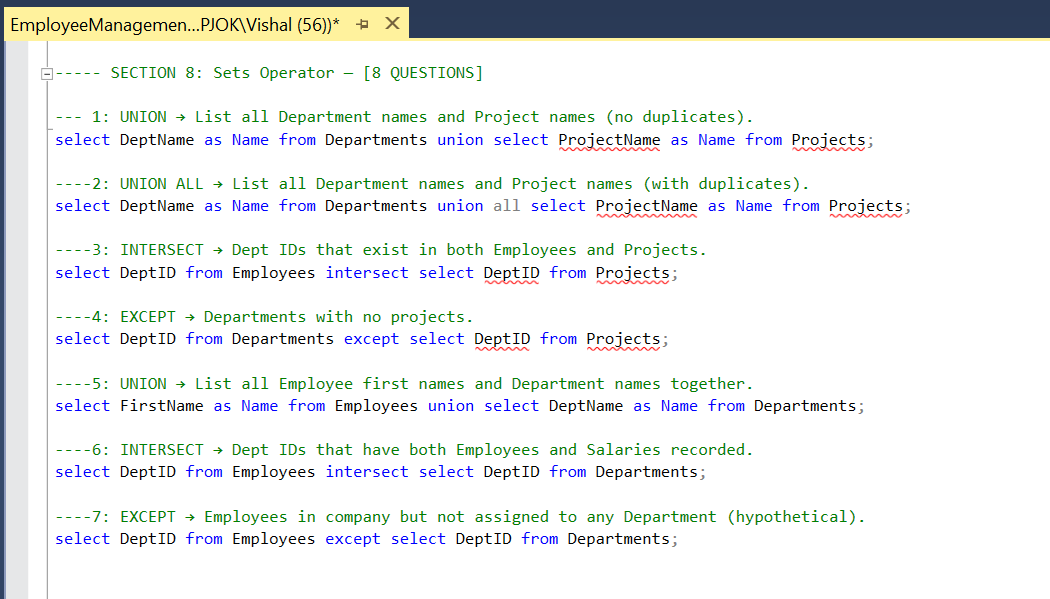 EmployeeManagemen...PJOK\Vishal (56))*
----- SECTION 8: Sets Operator – [8 QUESTIONS]
--- 1: UNION → List all Department names and Project names (no duplicates).
select DeptName as Name from Departments union select ProjectName as Name from Projects;
----2: UNION ALL → List all Department names and Project names (with duplicates).
select DeptName as Name from Departments union all select ProjectName as Name from Projects;
----3: INTERSECT → Dept IDs that exist in both Employees and Projects.
select DeptID from Employees intersect select DeptID from Projects;
----4: EXCEPT → Departments with no projects.
select DeptID from Departments except select DeptID from Projects;
----5: UNION → List all Employee first names and Department names together.
select FirstName as Name from Employees union select DeptName as Name from Departments;
----6: INTERSECT → Dept IDs that have both Employees and Salaries recorded.
select DeptID from Employees intersect select DeptID from Departments;
----7: EXCEPT → Employees in company but not assigned to any Department (hypothetical).
select DeptID from Employees except select DeptID from Departments;